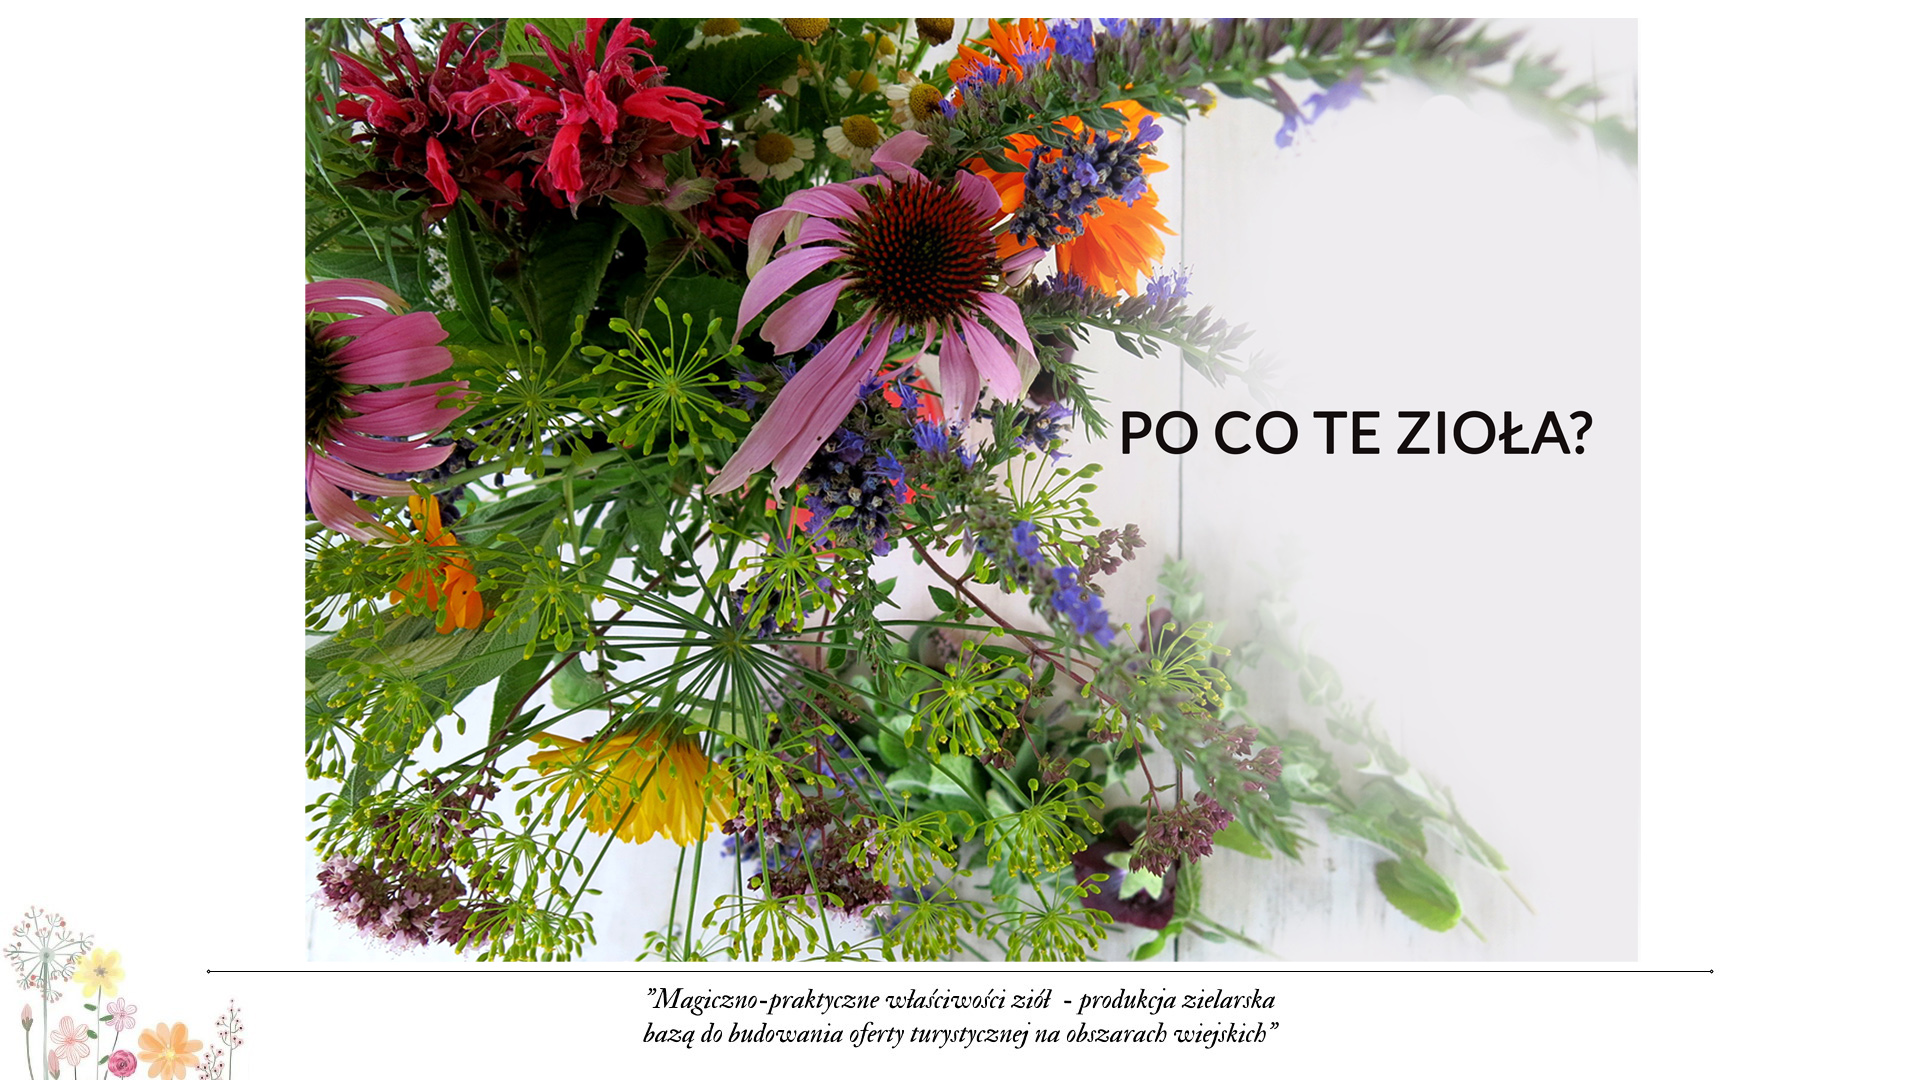 PO CO TE ZIOŁA?
”Magiczno-praktyczne właściwości ziół - produkcja zielarska
bazą do budowania oferty turystycznej na obszarach wiejskich”